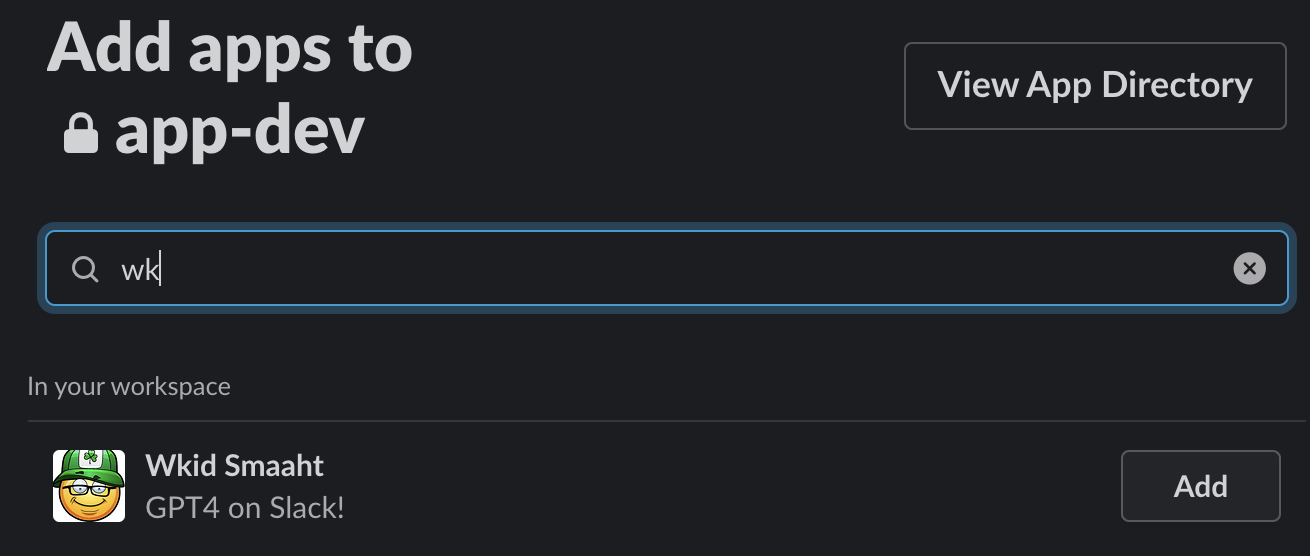 Add apps to
app-dev
View App Directory
wk
In your workspace
Wkid Smaaht
GPT4 on Slack!
Add